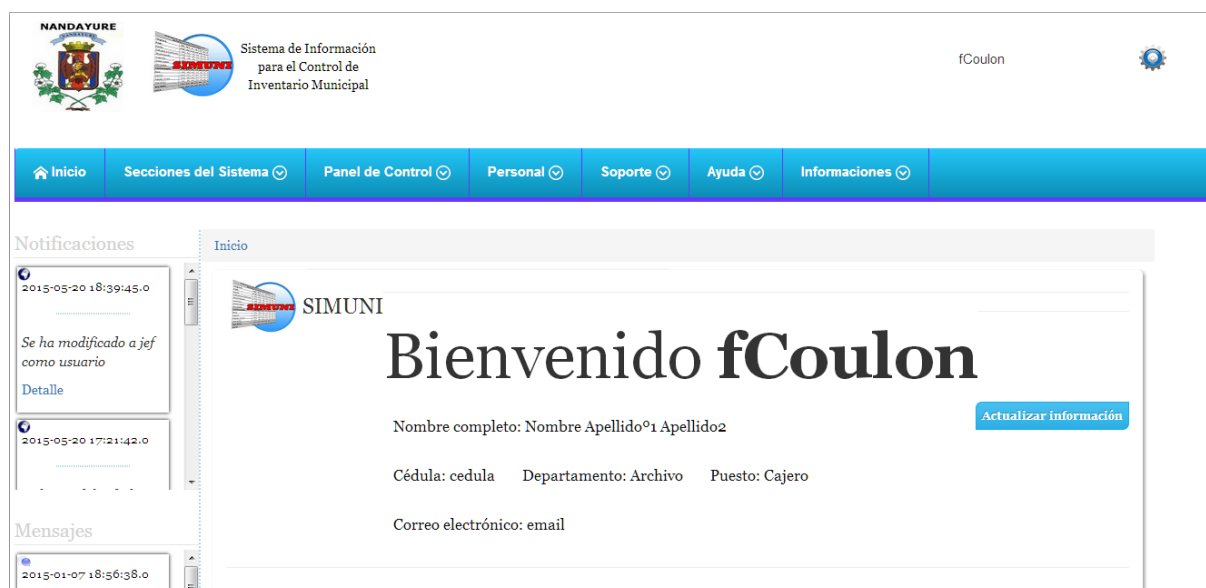 NANDAYURE
SIMUNI
Sistema de Información
para el Control de
Inventario Municipal
fCoulon
Inicio
Secciones del Sistema
Panel de Control
Personal
Soporte
Ayuda
Informaciones
Notificaciones
2015-05-20 18:39:45.0
Se ha modificado a jef
como usuario
Detalle
2015-05-20 17:21:42.0
Mensajes
2015-01-07 18:56:38.0
Inicio
SIMUNI
SIMUNI
Bienvenido fCoulon
Actualizar información
Nombre completo: Nombre Apellidoº1 Apellido2
Cédula: cedula Departamento: Archivo Puesto: Cajero
Correo electrónico: email